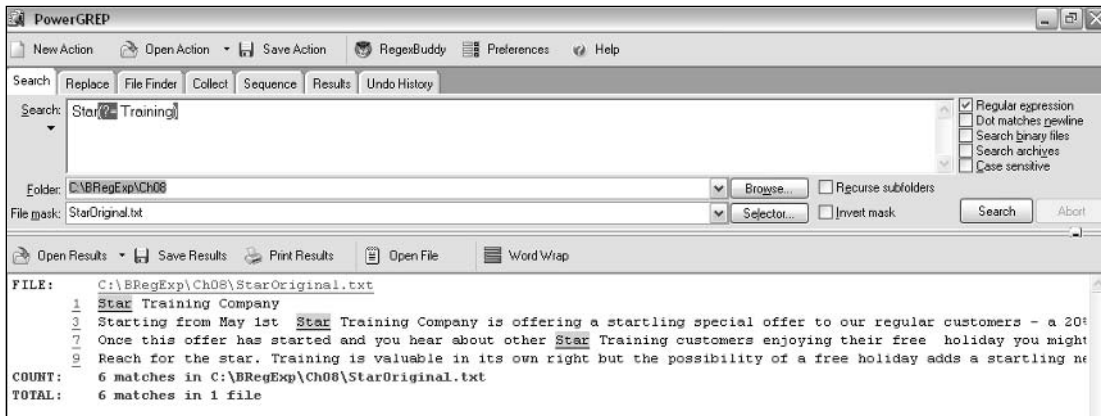 PowerGREP
New Action Open Action Save Action RegexBuddy Preferences Help
Search Replace File Finder Collect Sequence Results Undo History
Search: Star(?= Training)
Regular expression
Dot matches newline
Search binary files
Search archives
Case sensitive
Folder: C:\BRegExp\Ch08 Browse... Recurse subfolders
File mask: StarOriginal.txt Selector... Invert mask Search Abort
Open Results Save Results Print Results Open File Word Wrap
FILE: C:\BRegExp\Ch08\StarOriginal.txt
1 Star Training Company
3 Starting from May 1st Star Training Company is offering a startling special offer to our regular customers - a 20%
7 Once this offer has started and you hear about other Star Training customers enjoying their free holiday you might
9 Reach for the star. Training is valuable in its own right but the possibility of a free holiday adds a startling ne
COUNT: 6 matches in C:\BRegExp\Ch08\StarOriginal.txt
TOTAL: 6 matches in 1 file